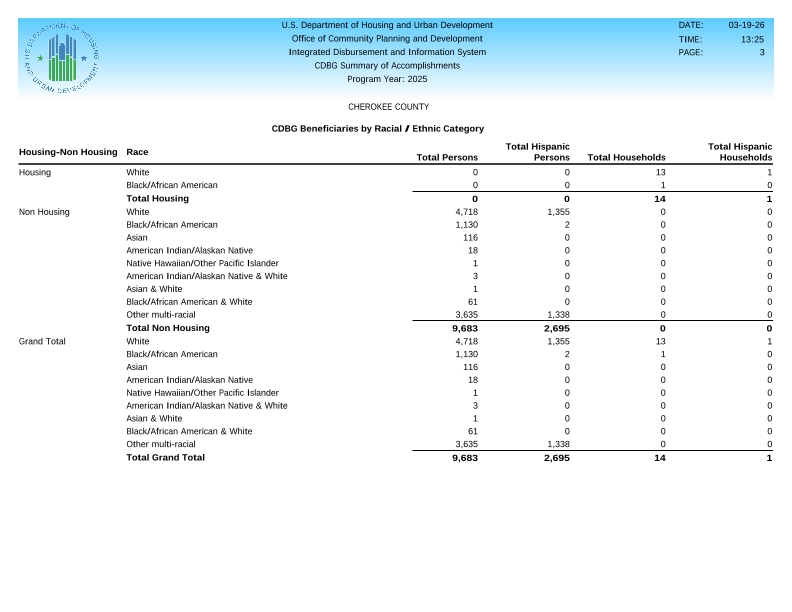 U.S. Department of Housing and Urban Development
Office of Community Planning and Development
Integrated Disbursement and Information System
CDBG Summary of Accomplishments
Program Year: 2025
DATE: 03-19-26
TIME: 13:25
PAGE: 3
U.S. DEPARTMENT OF HOUSING AND URBAN DEVELOPMENT
CHEROKEE COUNTY
CDBG Beneficiaries by Racial / Ethnic Category
Housing-Non Housing Race Total Persons Total Hispanic Persons Total Households Total Hispanic Households
Housing White 0 0 13 1
Black/African American 0 0 1 0
Total Housing 0 0 14 1
Non Housing White 4,718 1,355 0 0
Black/African American 1,130 2 0 0
Asian 116 0 0 0
American Indian/Alaskan Native 18 0 0 0
Native Hawaiian/Other Pacific Islander 1 0 0 0
American Indian/Alaskan Native & White 3 0 0 0
Asian & White 1 0 0 0
Black/African American & White 61 0 0 0
Other multi-racial 3,635 1,338 0 0
Total Non Housing 9,683 2,695 0 0
Grand Total White 4,718 1,355 13 1
Black/African American 1,130 2 1 0
Asian 116 0 0 0
American Indian/Alaskan Native 18 0 0 0
Native Hawaiian/Other Pacific Islander 1 0 0 0
American Indian/Alaskan Native & White 3 0 0 0
Asian & White 1 0 0 0
Black/African American & White 61 0 0 0
Other multi-racial 3,635 1,338 0 0
Total Grand Total 9,683 2,695 14 1